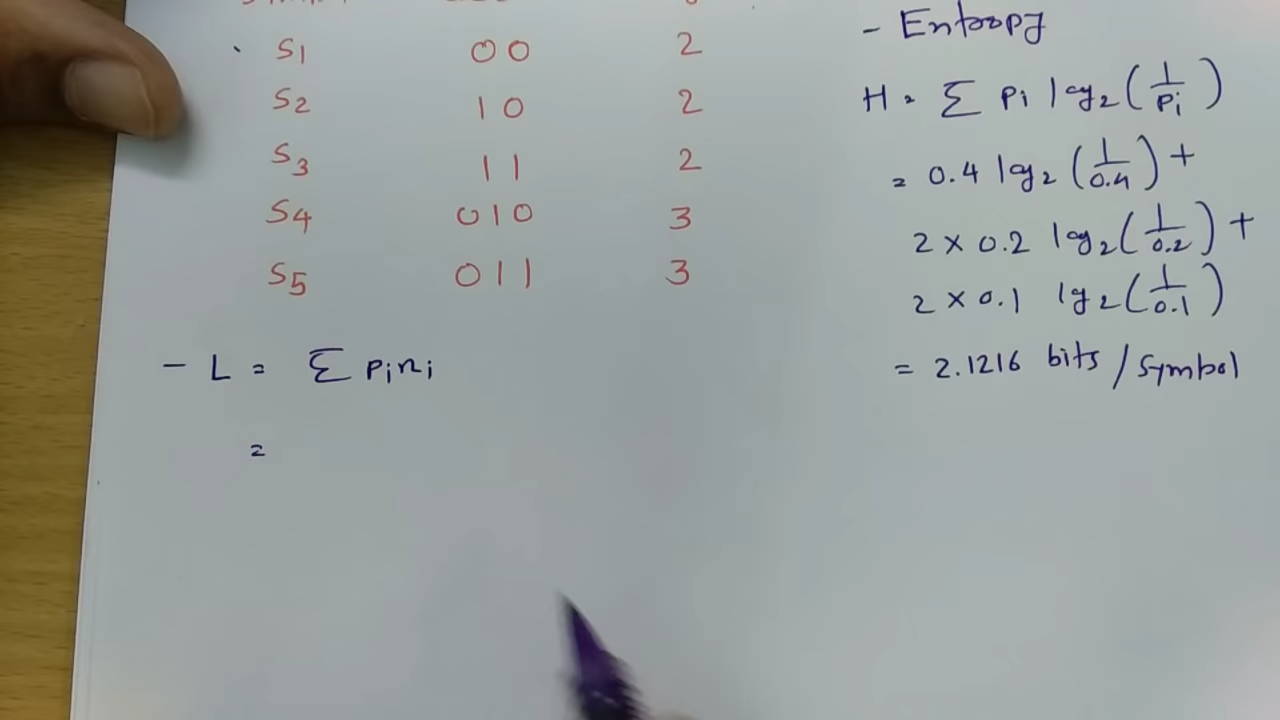 S1 00 2
S2 10 2
S3 11 2
S4 010 3
S5 011 3
- L = Σ Pini
=
- Entropy
H = Σ Pi log2(1/Pi)
= 0.4 log2(1/0.4) +
2 x 0.2 log2(1/0.2) +
2 x 0.1 lg2(1/0.1)
= 2.1216 bits/symbol